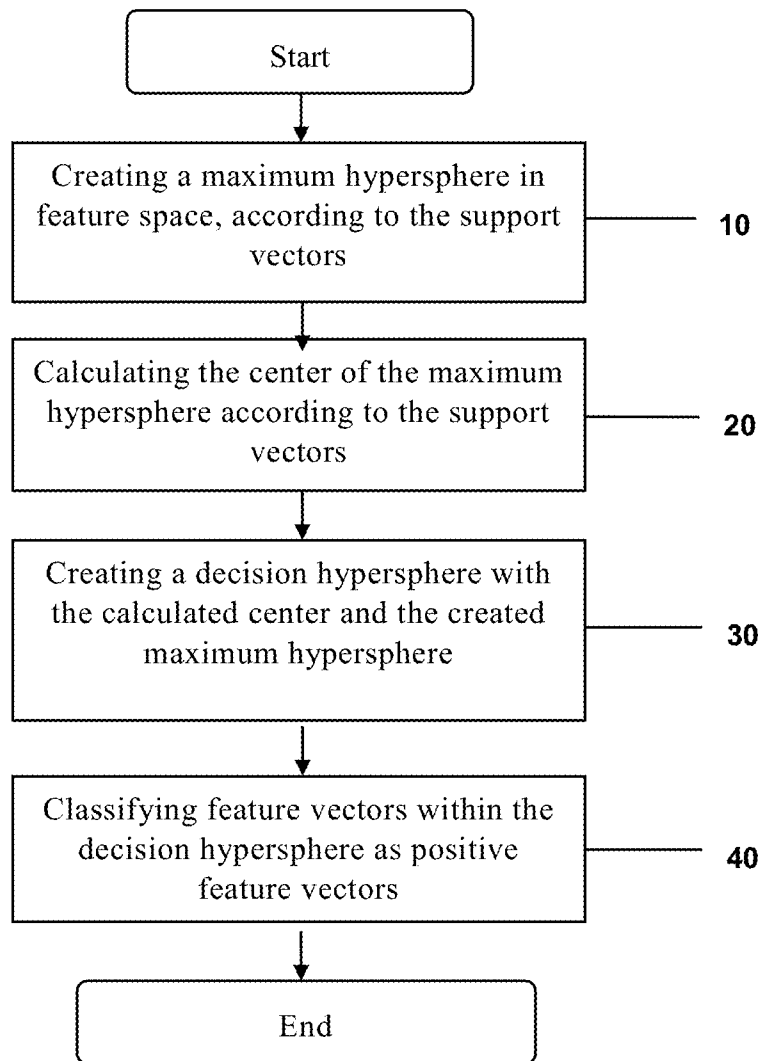 Start
Creating a maximum hypersphere in
feature space, according to the support
vectors
10
Calculating the center of the maximum
hypersphere according to the support
vectors
20
Creating a decision hypersphere with
the calculated center and the created
maximum hypersphere
30
Classifying feature vectors within the
decision hypersphere as positive
feature vectors
40
End